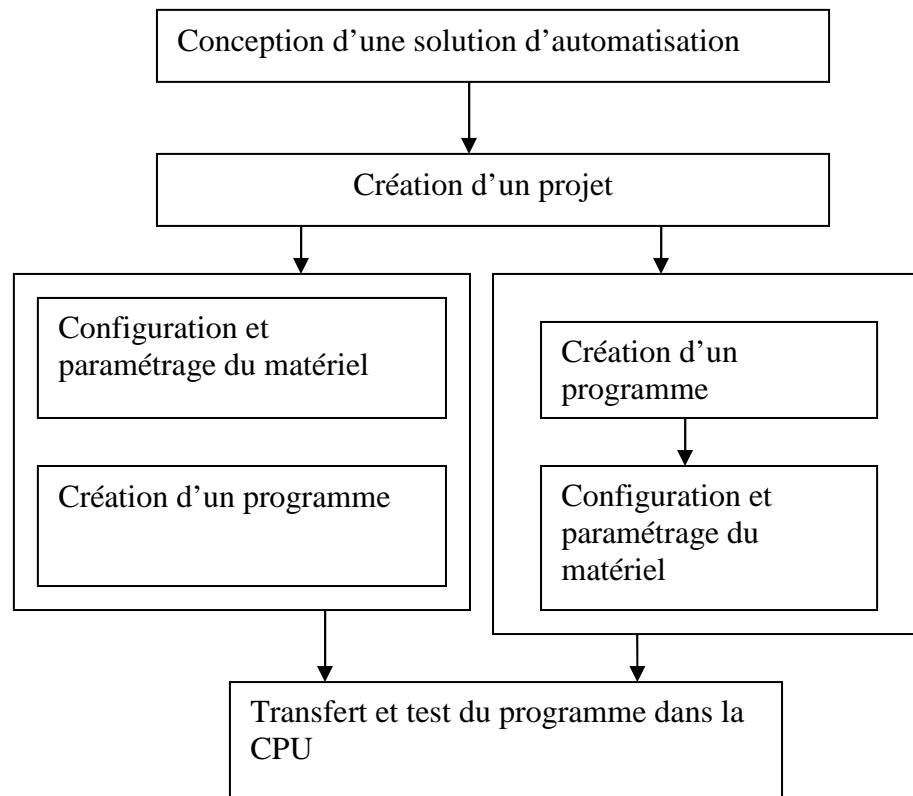 Conception d’une solution d’automatisation
Création d’un projet
Configuration et
paramétrage du matériel
Création d’un programme
Création d’un
programme
Configuration et
paramétrage du
matériel
Transfert et test du programme dans la
CPU